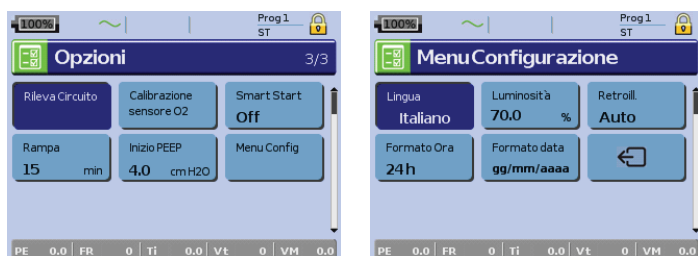 100% Prog 1
ST
Opzioni 3/3
Rileva Circuito Calibrazione sensore O2 Smart Start Off
Rampa 15 min Inizio PEEP 4.0 cmH2O Menu Config
PE 0.0 FR 0 Ti 0.0 Vt 0 VM 0.0
100% Prog 1
ST
Menu Configurazione
Lingua Italiano Luminosità 70.0 % Retroill. Auto
Formato Ora 24h Formato data gg/mm/aaaa
PE 0.0 FR 0 Ti 0.0 Vt 0 VM 0.0